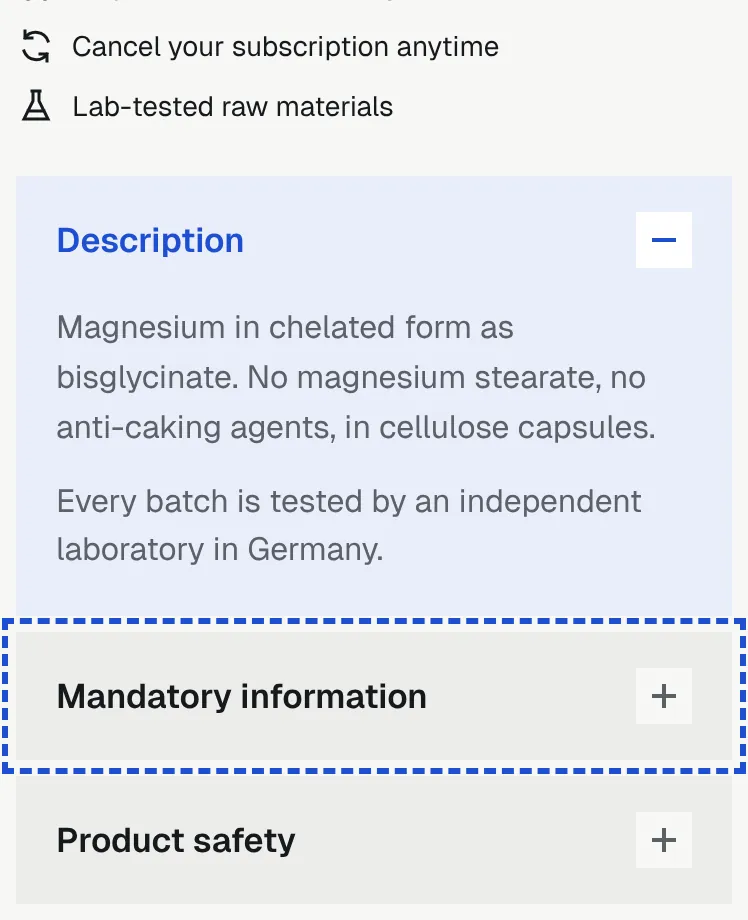 Cancel your subscription anytime
Lab-tested raw materials
Description
Magnesium in chelated form as
bisglycinate. No magnesium stearate, no
anti-caking agents, in cellulose capsules.
Every batch is tested by an independent
laboratory in Germany.
Mandatory information
Product safety